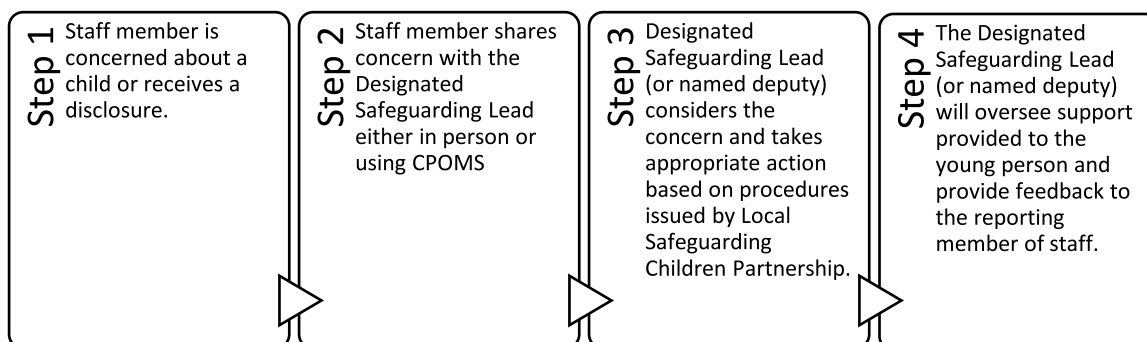 Step 1
Staff member is
concerned about a
child or receives a
disclosure.
Step 2
Staff member shares
concern with the
Designated
Safeguarding Lead
either in person or
using CPOMS
Step 3
Designated
Safeguarding Lead
(or named deputy)
considers the
concern and takes
appropriate action
based on procedures
issued by Local
Safeguarding
Children Partnership.
Step 4
The Designated
Safeguarding Lead
(or named deputy)
will oversee support
provided to the
young person and
provide feedback to
the reporting
member of staff.